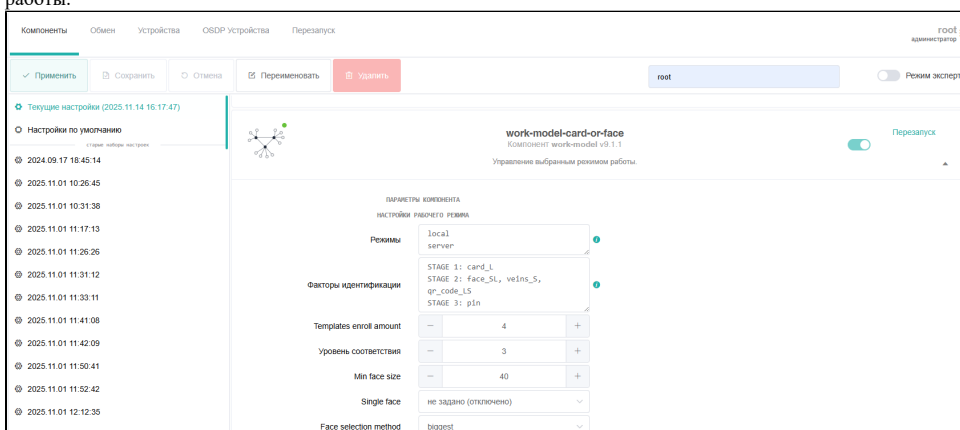 работы.
Компоненты Обмен Устройства OSDP Устройства Перезапуск
root
администратор
Применить Сохранить Отмена Переименовать Удалить root Режим эксперт
Текущие настройки (2025.11.14 16:17:47)
Настройки по умолчанию
старые наборы настроек
2024.09.17 18:45:14
2025.11.01 10:26:45
2025.11.01 10:31:38
2025.11.01 11:17:13
2025.11.01 11:26:26
2025.11.01 11:31:12
2025.11.01 11:33:11
2025.11.01 11:41:08
2025.11.01 11:42:09
2025.11.01 11:50:41
2025.11.01 11:52:42
2025.11.01 12:12:35
work-model-card-or-face
Компонент work-model v9.1.1
Управление выбранным режимом работы.
Перезапуск
ПАРАМЕТРЫ КОМПОНЕНТА
НАСТРОЙКИ РАБОЧЕГО РЕЖИМА
Режимы
local
server
Факторы идентификации
STAGE 1: card_L
STAGE 2: face_SL, veins_S,
qr_code_LS
STAGE 3: pin
Templates enroll amount − 4 +
Уровень соответствия − 3 +
Min face size − 40 +
Single face не задано (отключено)
Face selection method biggest